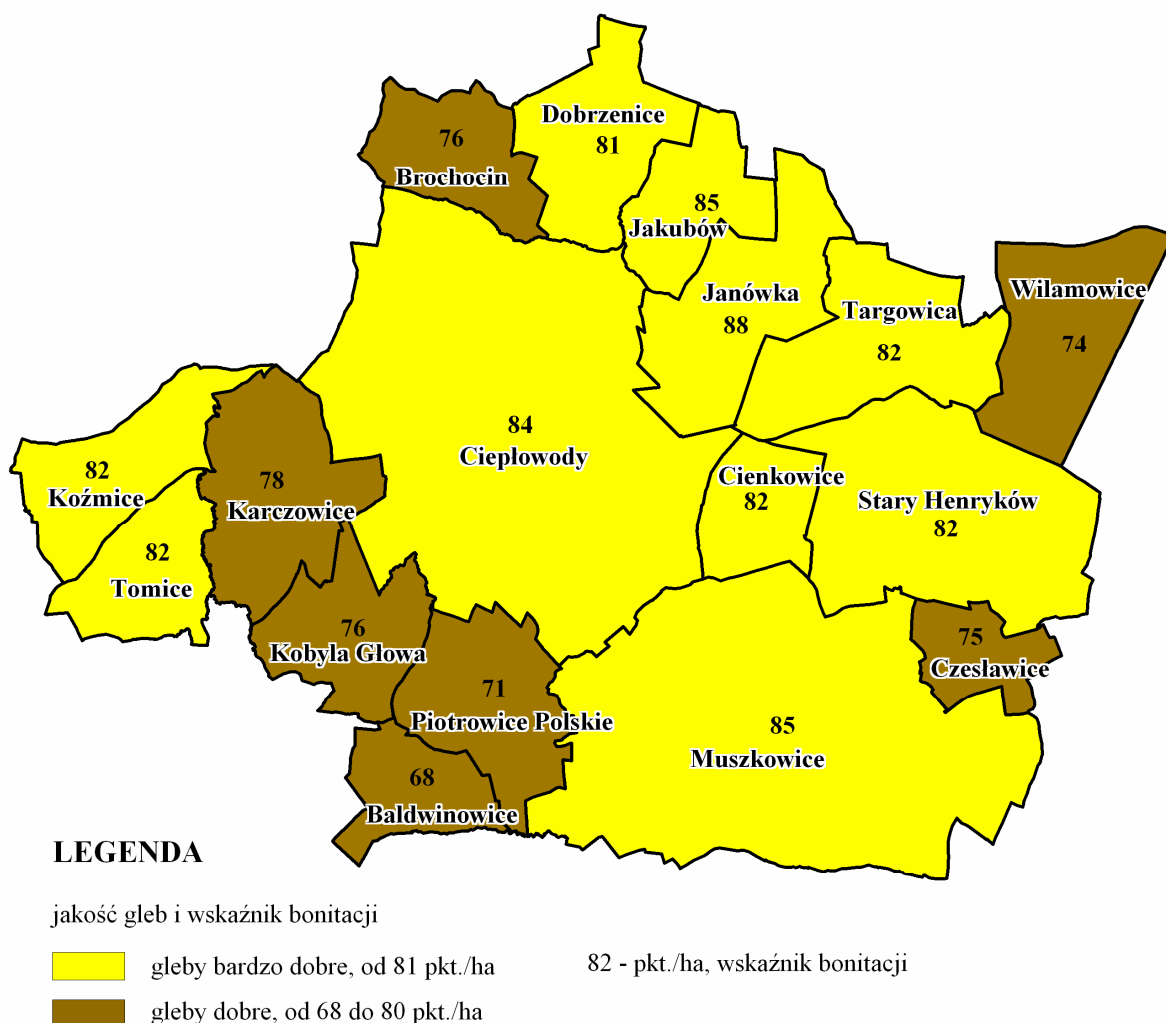 Dobrzenice
81
76
Brochocin
85
Jakubów
Wilamowice
74
Janówka
88
Targowica
82
84
Ciepłowody
82
Koźmice
78
Karczowice
Cienkowice
82
Stary Henryków
82
82
Tomice
76
Kobyla Głowa
75
Czesławice
71
Piotrowice Polskie
85
Muszkowice
68
Baldwinowice
LEGENDA
jakość gleb i wskaźnik bonitacji
gleby bardzo dobre, od 81 pkt./ha
82 - pkt./ha, wskaźnik bonitacji
gleby dobre, od 68 do 80 pkt./ha